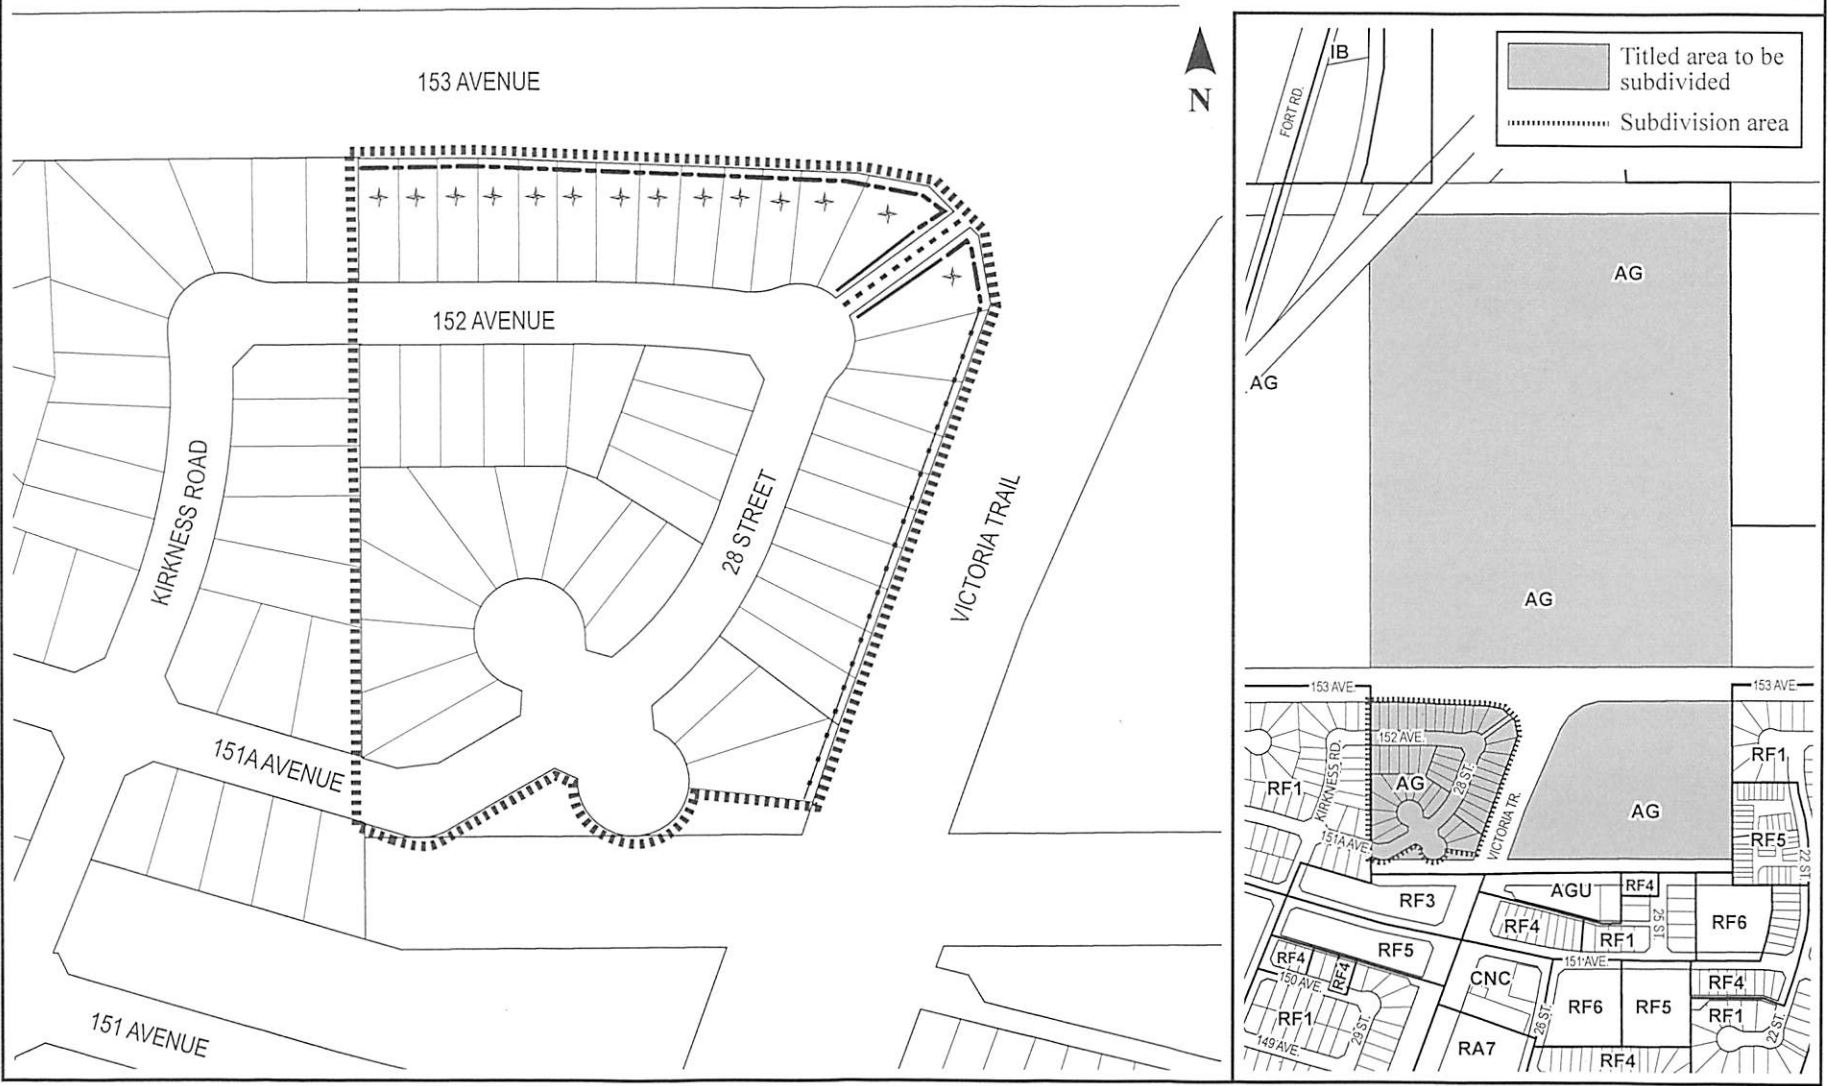 153 AVENUE
N
152 AVENUE
KIRKNESS ROAD
28 STREET
VICTORIA TRAIL
151A AVENUE
151 AVENUE
IB
FORT RD.
Titled area to be
subdivided
Subdivision area
AG
AG
AG
153 AVE.
153 AVE.
152 AVE.
KIRKNESS RD.
RF1
AG
28 ST.
VICTORIA TR.
AG
RF1
RF5
22 ST.
151A AVE.
RF3
AGU
RF4
RF4
RF1
25 ST.
RF6
RF5
151 AVE.
RF4
RF4
150 AVE.
CNC
RF4
RF6
RF5
RF1
RF1
29 ST.
26 ST.
22 ST.
149 AVE.
RA7
RF4